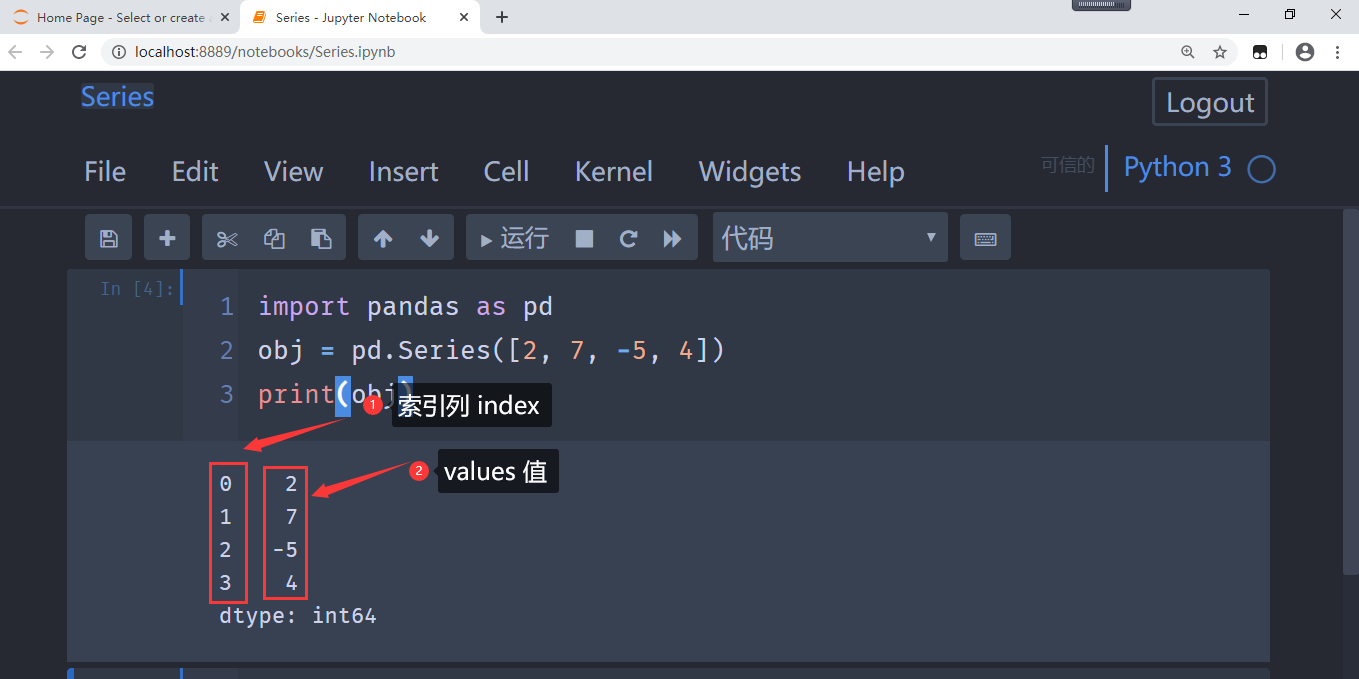 Home Page - Select or create
Series - Jupyter Notebook
localhost:8889/notebooks/Series.ipynb
Series
Logout
File Edit View Insert Cell Kernel Widgets Help
可信的
Python 3
运行
代码
In [4]:
1 import pandas as pd
2 obj = pd.Series([2, 7, -5, 4])
3 print(obj)
1 索引列 index
2 values 值
0 2
1 7
2 -5
3 4
dtype: int64